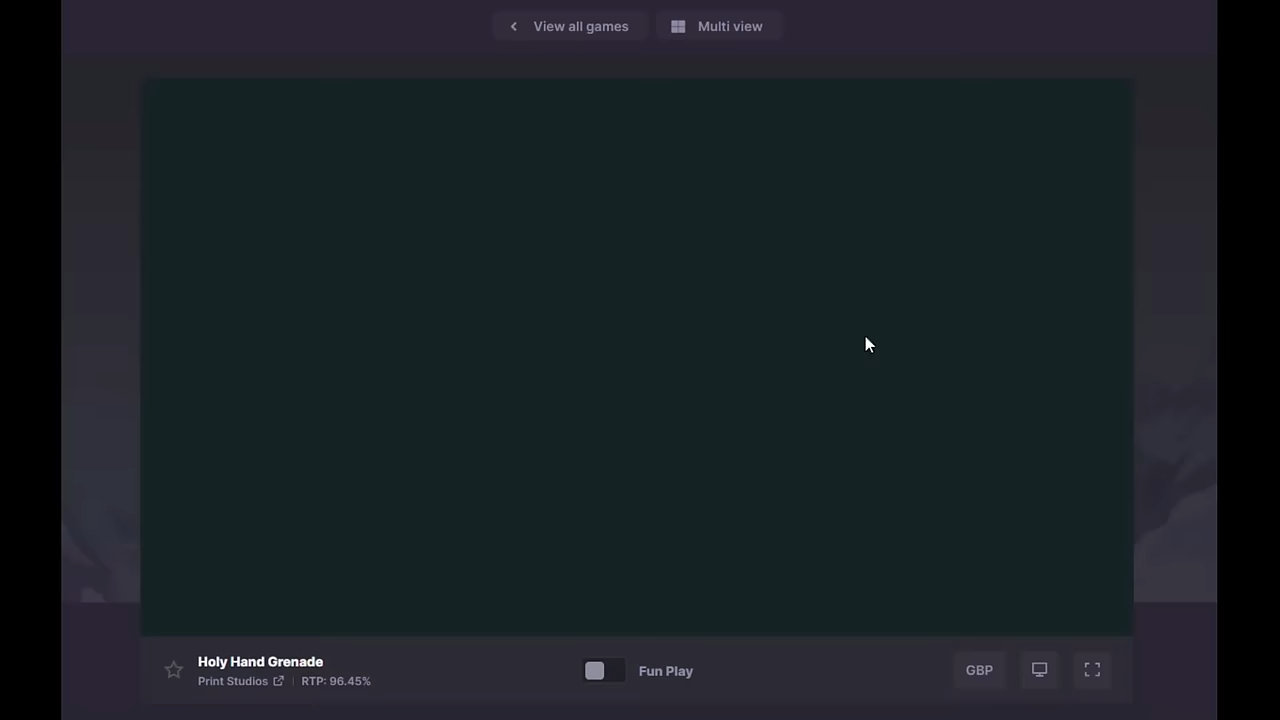 View all games
Multi view
Holy Hand Grenade
Print Studios
RTP: 96.45%
Fun Play
GBP